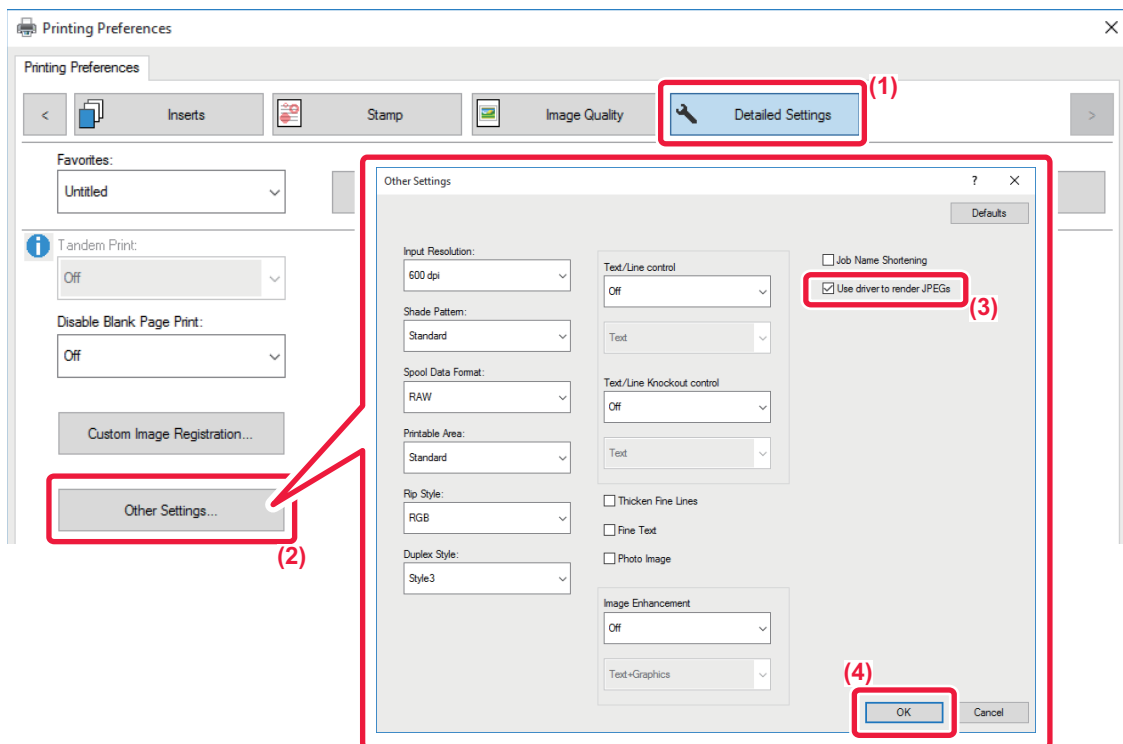 Printing Preferences
Printing Preferences
(1)
<
Inserts
Stamp
Image Quality
Detailed Settings
>
Favorites:
Untitled
Tandem Print:
Off
Disable Blank Page Print:
Off
Custom Image Registration...
Other Settings...
(2)
Other Settings
?
Defaults
Input Resolution:
600 dpi
Shade Pattern:
Standard
Spool Data Format:
RAW
Printable Area:
Standard
Rip Style:
RGB
Duplex Style:
Style3
Text/Line control
Off
Text
Text/Line Knockout control
Off
Text
Thicken Fine Lines
Fine Text
Photo Image
Image Enhancement
Off
Text+Graphics
Job Name Shortening
Use driver to render JPEGs
(3)
(4)
OK
Cancel